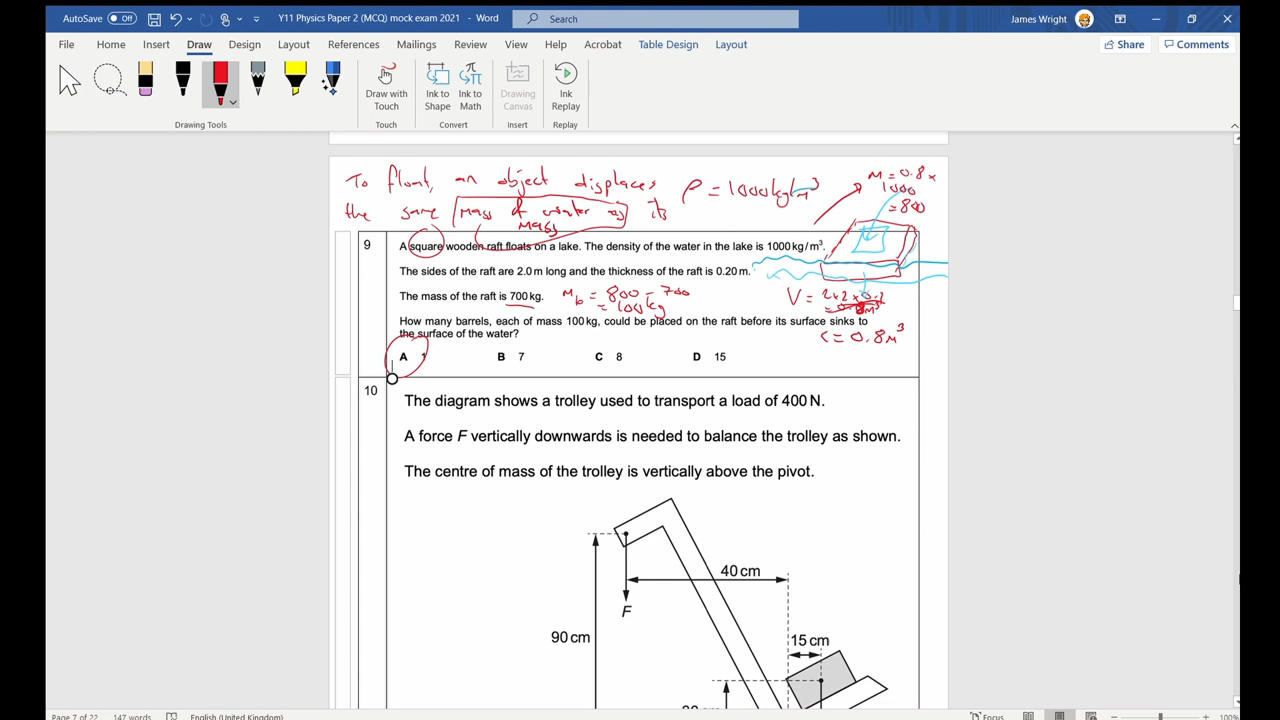 AutoSave Off Y11 Physics Paper 2 (MCQ) mock exam 2021 - Word Search James Wright
File Home Insert Draw Design Layout References Mailings Review View Help Acrobat Table Design Layout Share Comments
Draw with Touch Ink to Shape Ink to Math Drawing Canvas Ink Replay
Drawing Tools Touch Convert Insert Replay
To float, an object displaces ρ = 1000kg/m³
the same mass of water as its
mass
M = 0.8 x
1000
= 800
9 A square wooden raft floats on a lake. The density of the water in the lake is 1000 kg/m³.
The sides of the raft are 2.0 m long and the thickness of the raft is 0.20 m.
The mass of the raft is 700 kg. Mb = 800 - 700
= 100kg
V = 2x2x0.2
= 0.8m³
How many barrels, each of mass 100 kg, could be placed on the raft before its surface sinks to
the surface of the water?
A 1 B 7 C 8 D 15
10 The diagram shows a trolley used to transport a load of 400 N.
A force F vertically downwards is needed to balance the trolley as shown.
The centre of mass of the trolley is vertically above the pivot.
40 cm
F
90 cm
15 cm
Page 7 of 22 147 words English (United Kingdom) Focus 100%